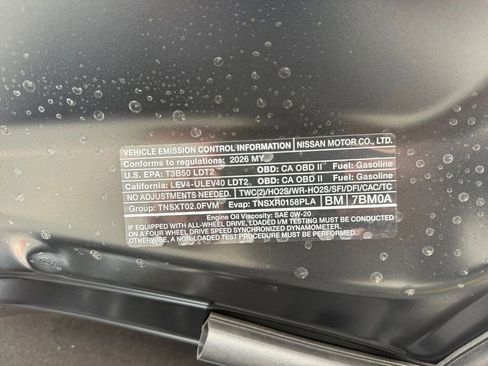 VEHICLE EMISSION CONTROL INFORMATION NISSAN MOTOR CO., LTD.
Conforms to regulations: 2026 MY
U.S. EPA: T3B50 LDT2 OBD: CA OBD II Fuel: Gasoline
California: LEV4-ULEV40 LDT2 OBD: CA OBD II Fuel: Gasoline
NO ADJUSTMENTS NEEDED. TWC(2)/HO2S/WR-HO2S/SFI/DFI/CAC/TC
Group: TNSXT02.0FVM Evap: TNSXR0158PLA BM 7BM0A
Engine Oil Viscosity: SAE 0W-20
IF EQUIPPED WITH ALL-WHEEL DRIVE, LOADED I/M TESTING MUST BE CONDUCTED
ON A FOUR WHEEL DRIVE SPEED SYNCHRONIZED DYNAMOMETER.
OTHERWISE, A NON-LOADED TEST PROCEDURE MUST BE PERFORMED.